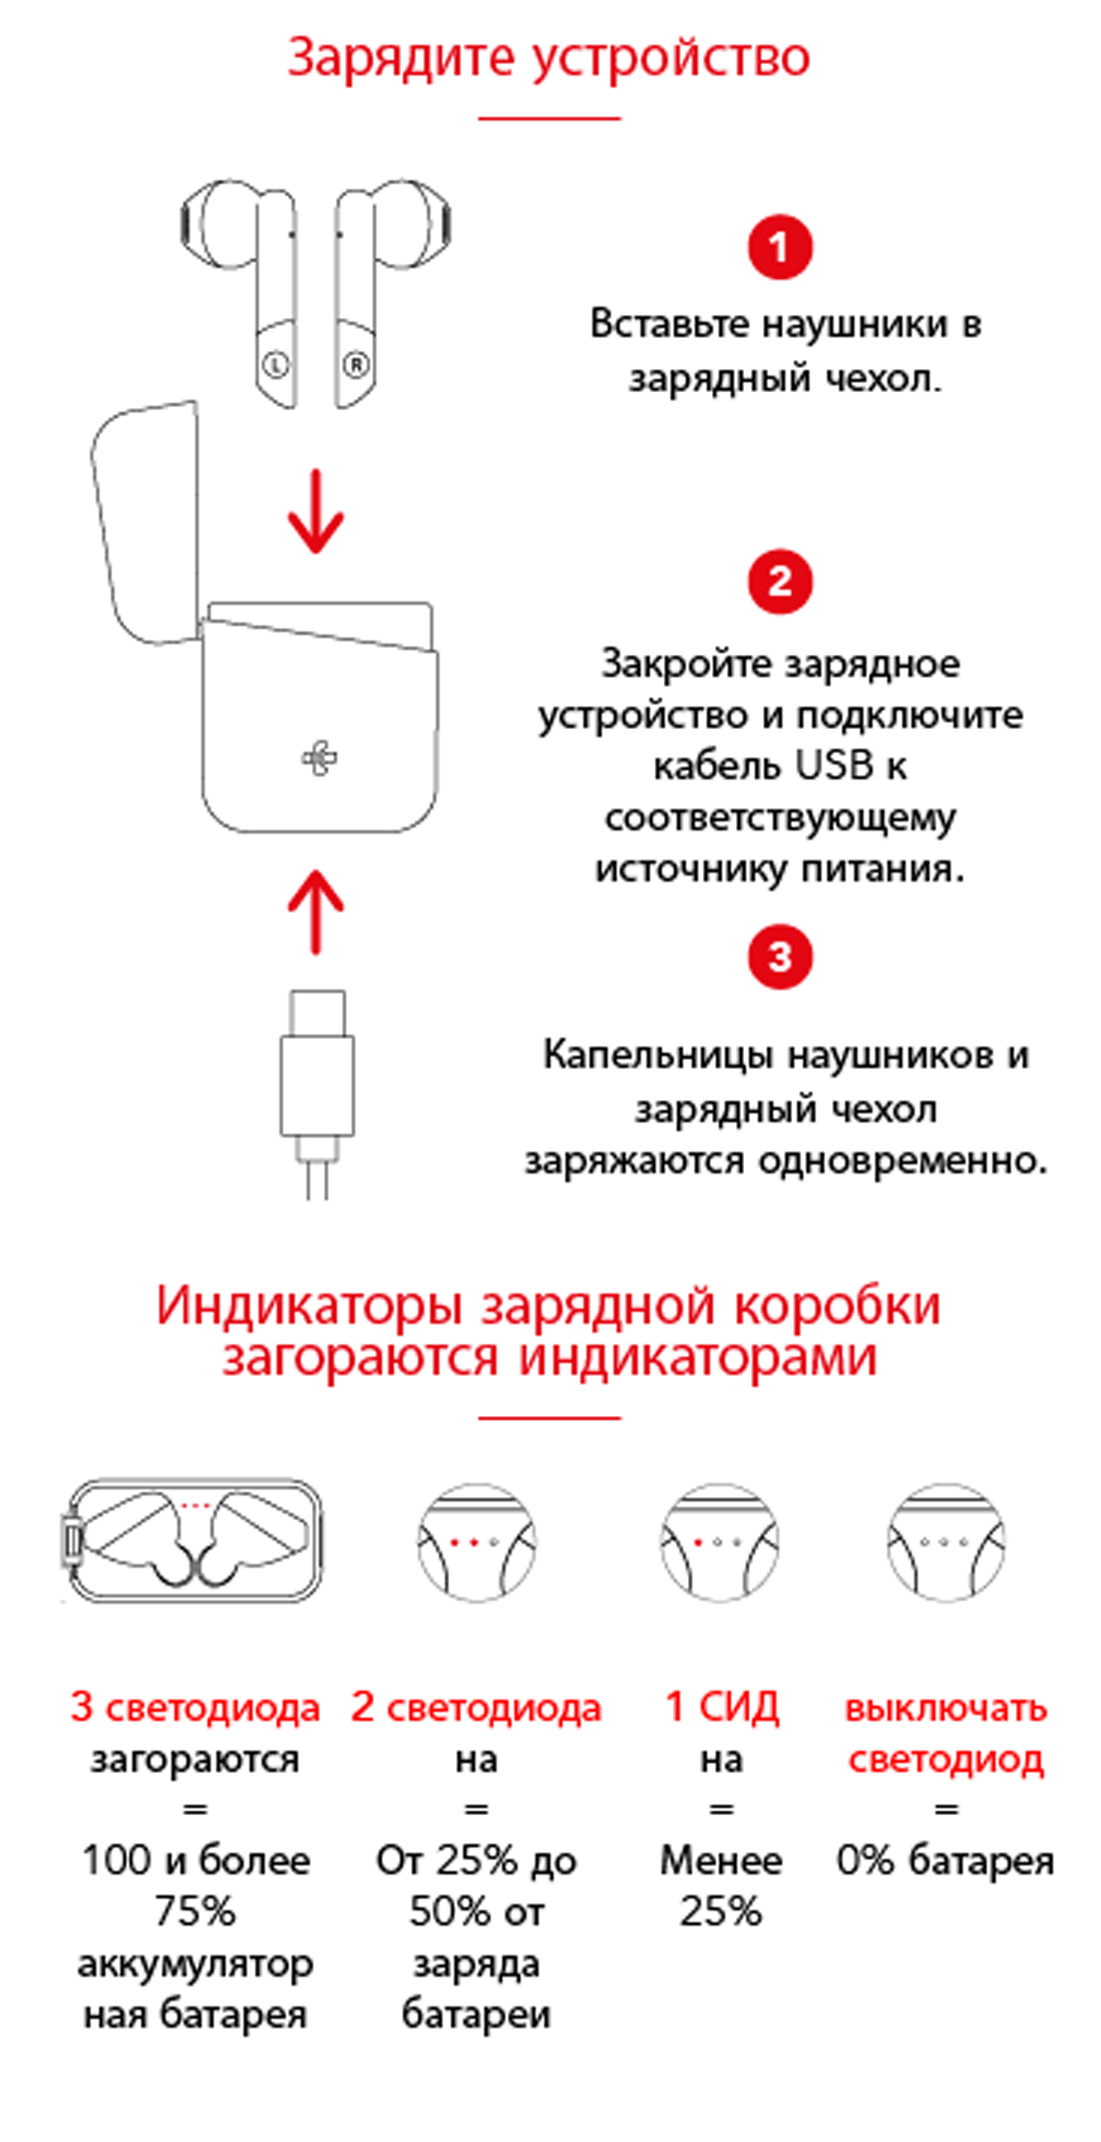 Зарядите устройство
L
R
1
Вставьте наушники в
зарядный чехол.
2
Закройте зарядное
устройство и подключите
кабель USB к
соответствующему
источнику питания.
3
Капельницы наушников и
зарядный чехол
заряжаются одновременно.
Индикаторы зарядной коробки
загораются индикаторами
3 светодиода
загораются
=
100 и более
75%
аккумулятор
ная батарея
2 светодиода
на
=
От 25% до
50% от
заряда
батареи
1 СИД
на
=
Менее
25%
выключать
светодиод
=
0% батарея